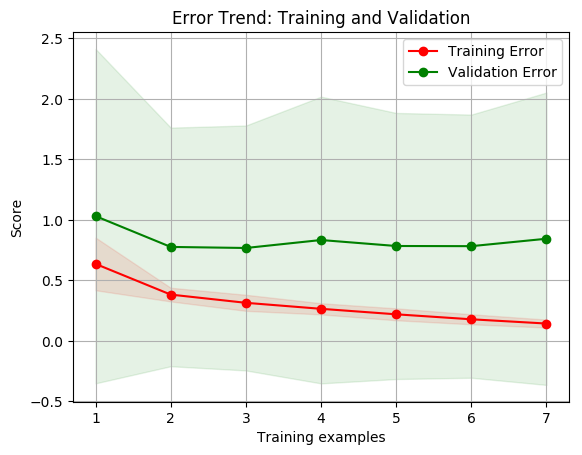 Error Trend: Training and Validation
Training Error
Validation Error
2.5
2.0
1.5
1.0
0.5
0.0
−0.5
Score
1 2 3 4 5 6 7
Training examples